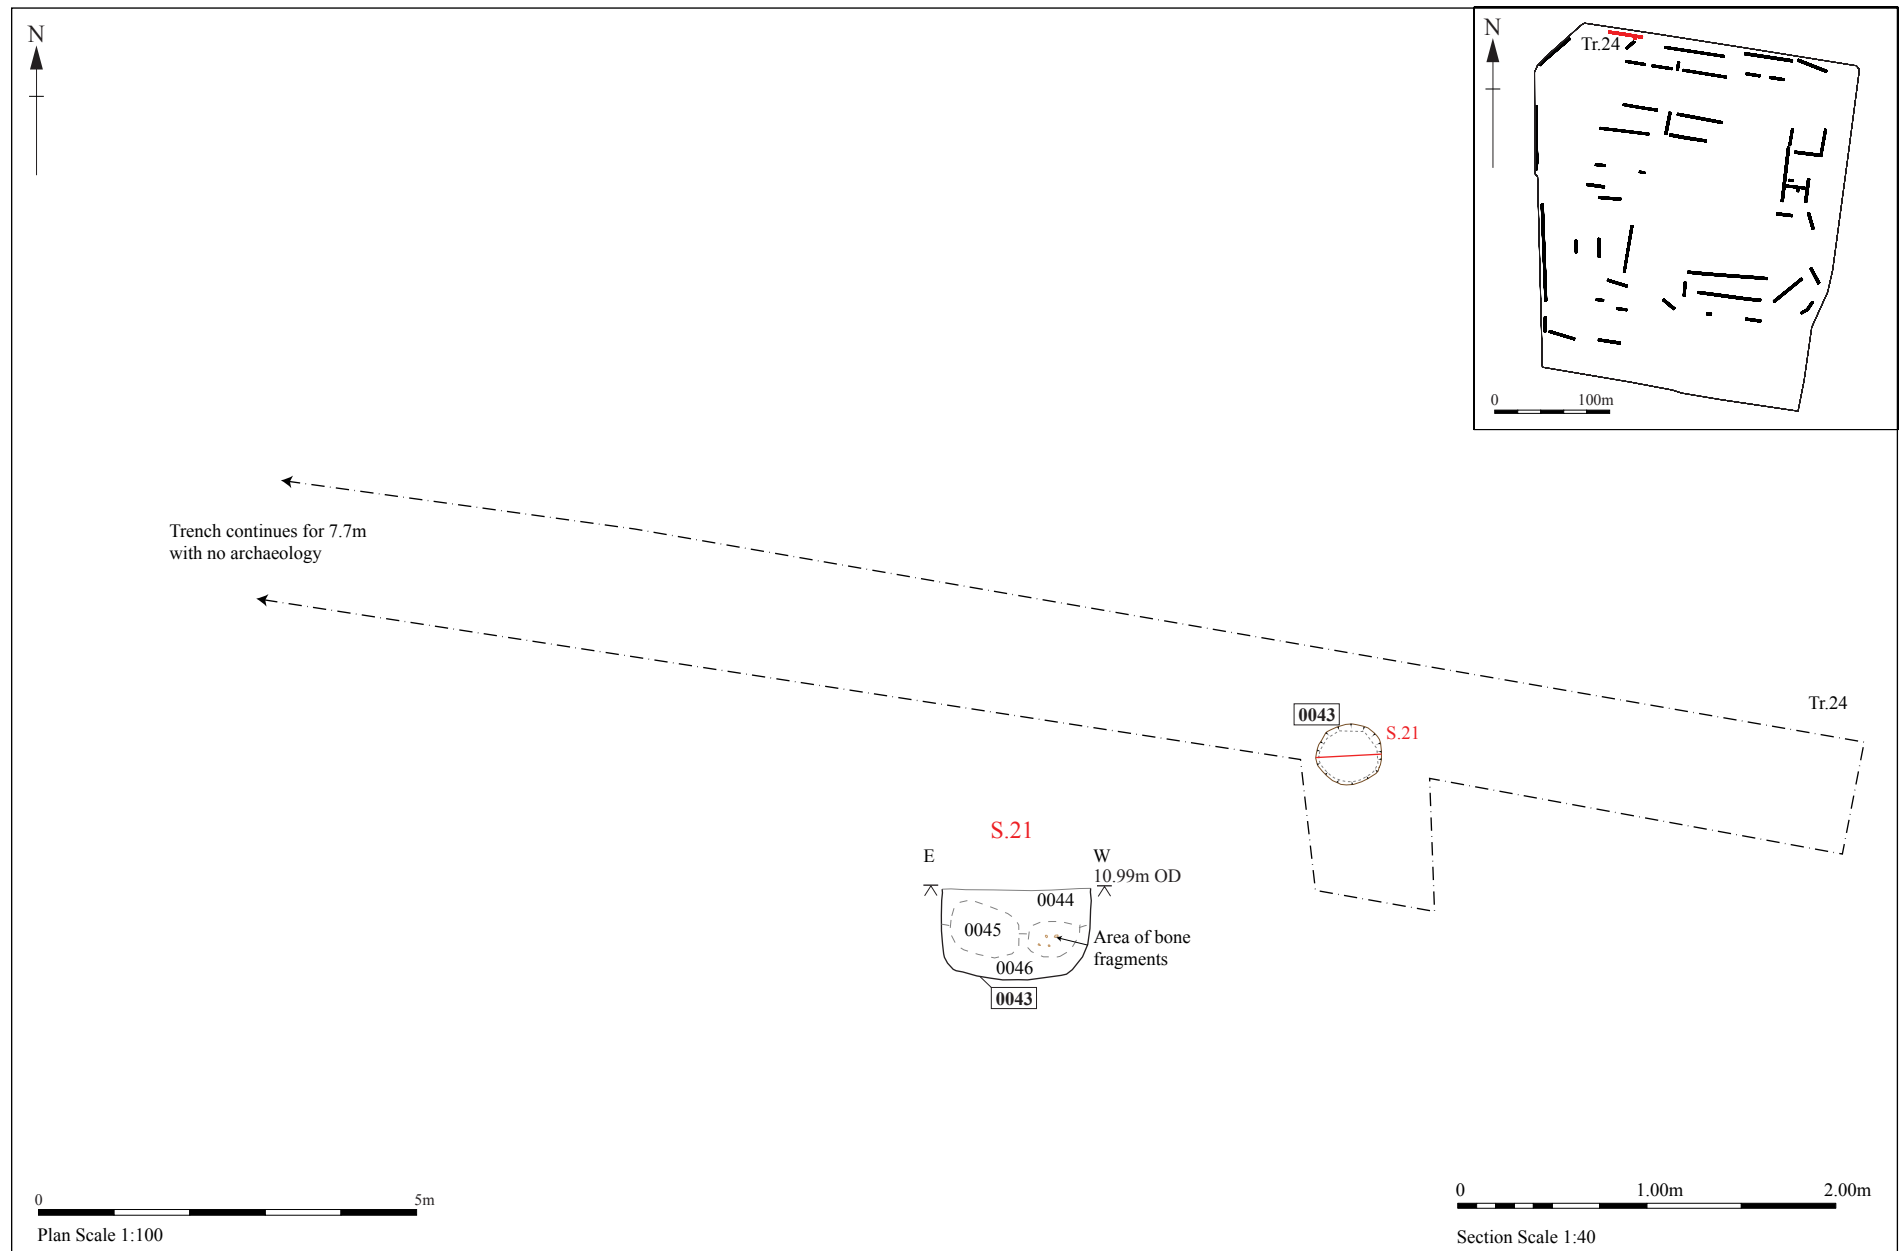 N
N
Tr.24
0 100m
Trench continues for 7.7m
with no archaeology
Tr.24
0043
S.21
S.21
E W
10.99m OD
0044
0045
Area of bone
fragments
0046
0043
0 5m
Plan Scale 1:100
0 1.00m 2.00m
Section Scale 1:40